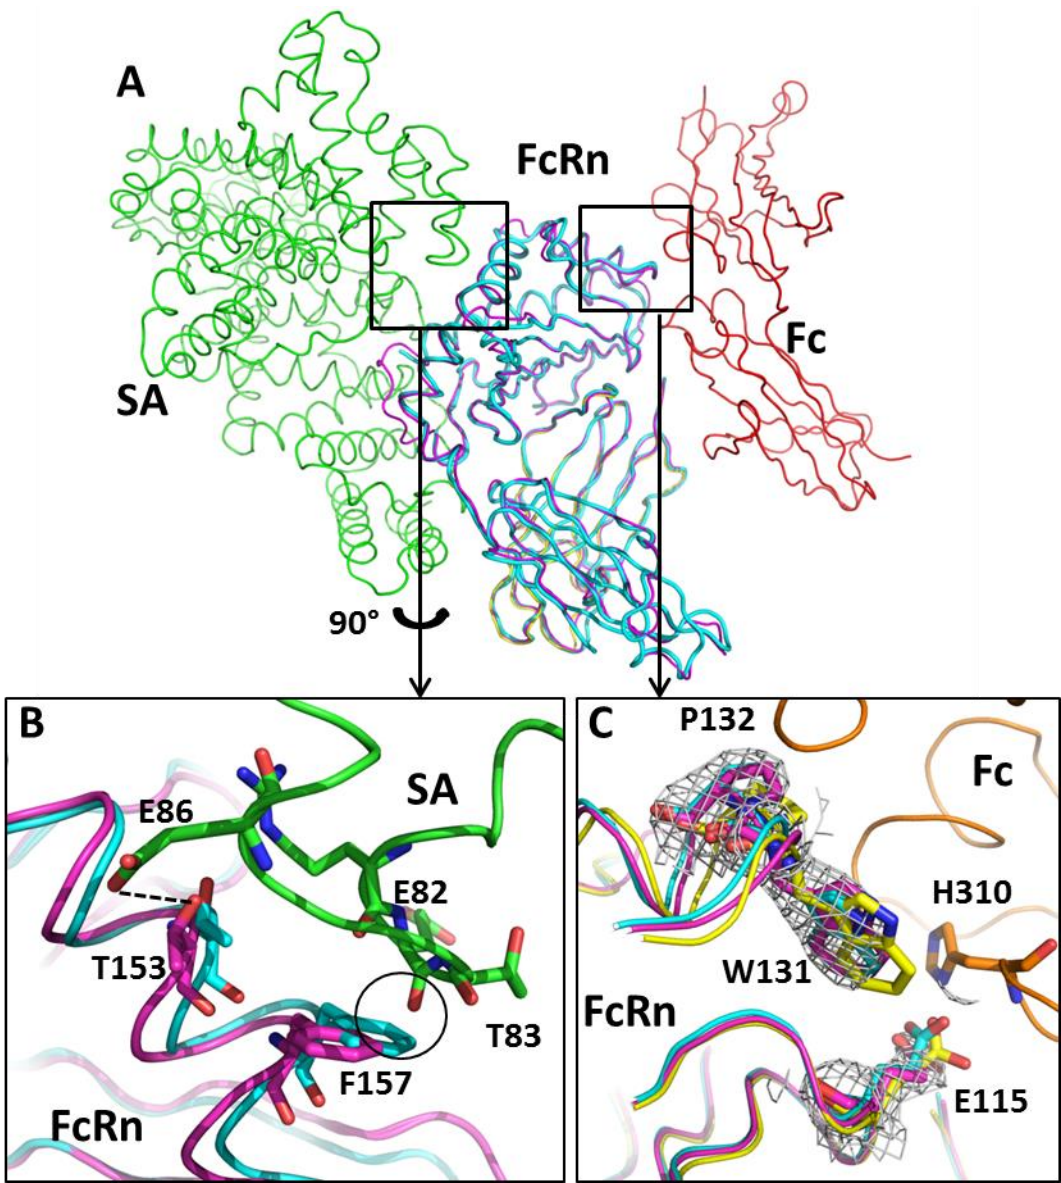 A
FcRn
Fc
SA
90°
B
SA
E86
E82
T153
T83
F157
FcRn
C
P132
Fc
H310
W131
FcRn
E115